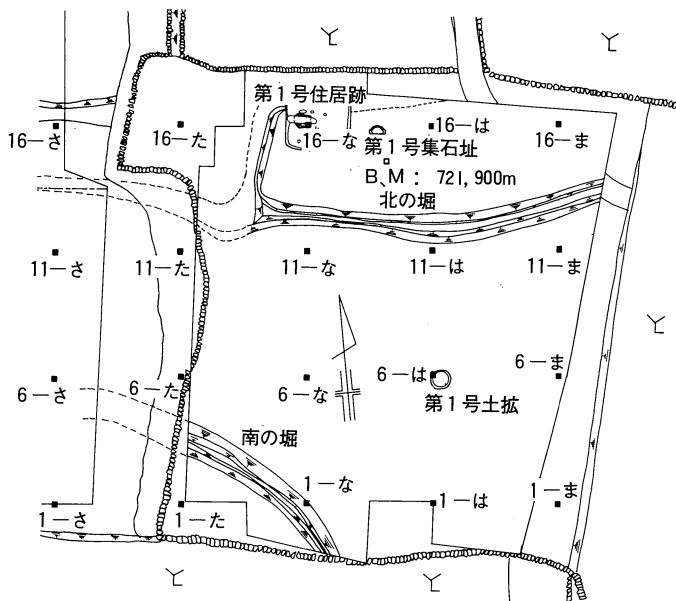 第1号住居跡
16-さ
16-た
16-な
16-は
16-ま
第1号集石址
B、M： 721,900m
北の堀
11-さ
11-た
11-な
11-は
11-ま
6-さ
6-た
6-な
6-は
6-ま
第1号土拡
南の堀
1-さ
1-た
1-な
1-は
1-ま